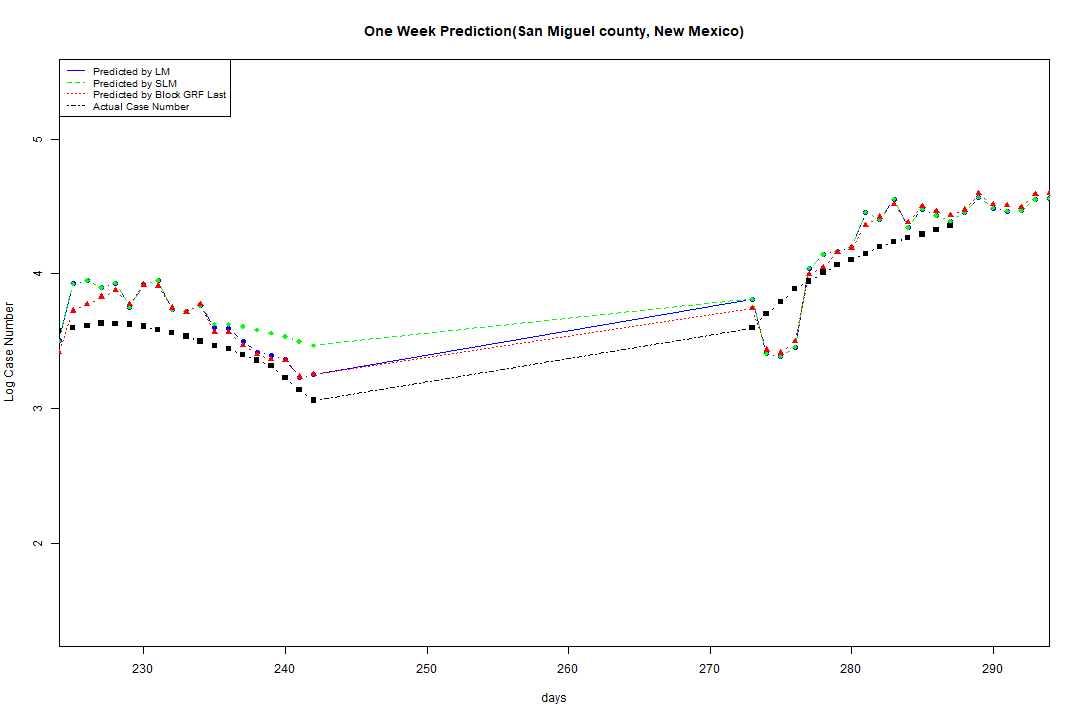 One Week Prediction(San Miguel county, New Mexico)
Predicted by LM
Predicted by SLM
Predicted by Block GRF Last
Actual Case Number
5
4
3
2
Log Case Number
230 240 250 260 270 280 290
days